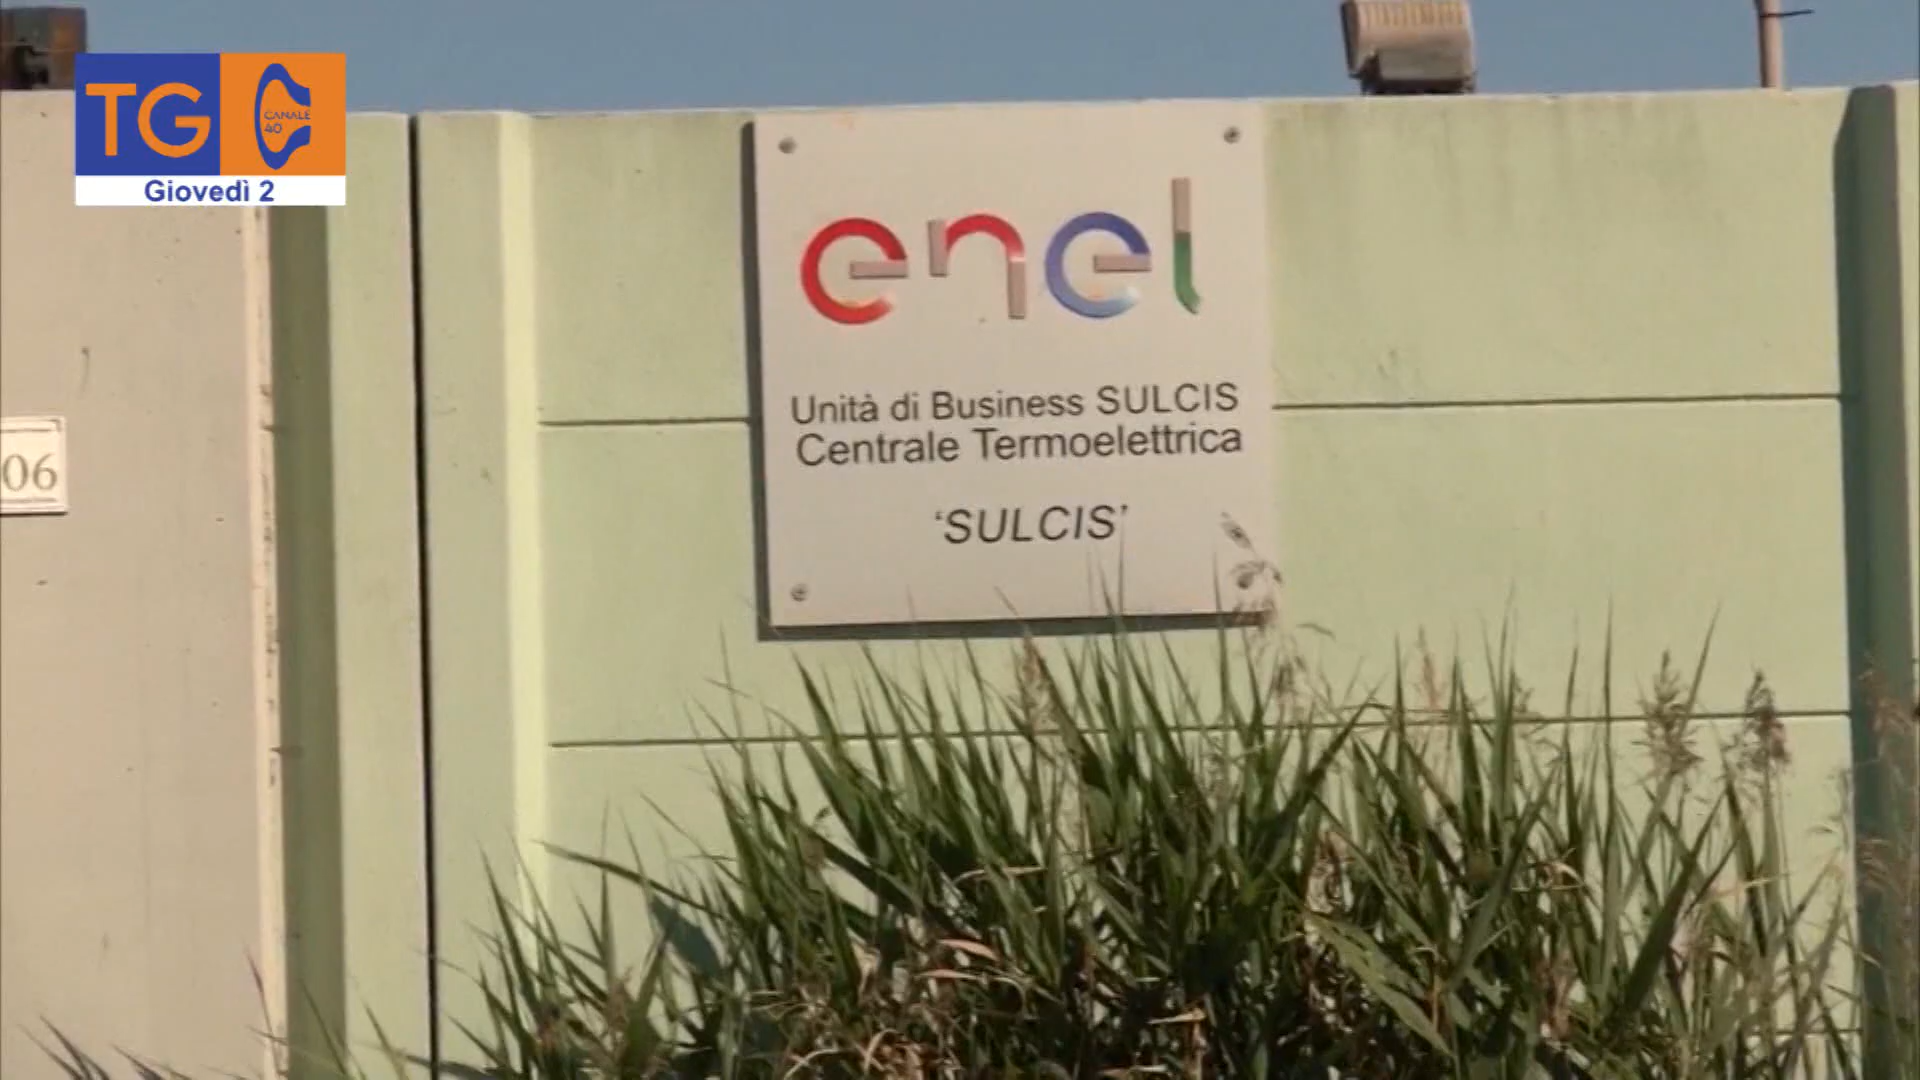 TG
CANALE
40
Giovedì 2
enel
Unità di Business SULCIS
Centrale Termoelettrica
‘SULCIS’
06